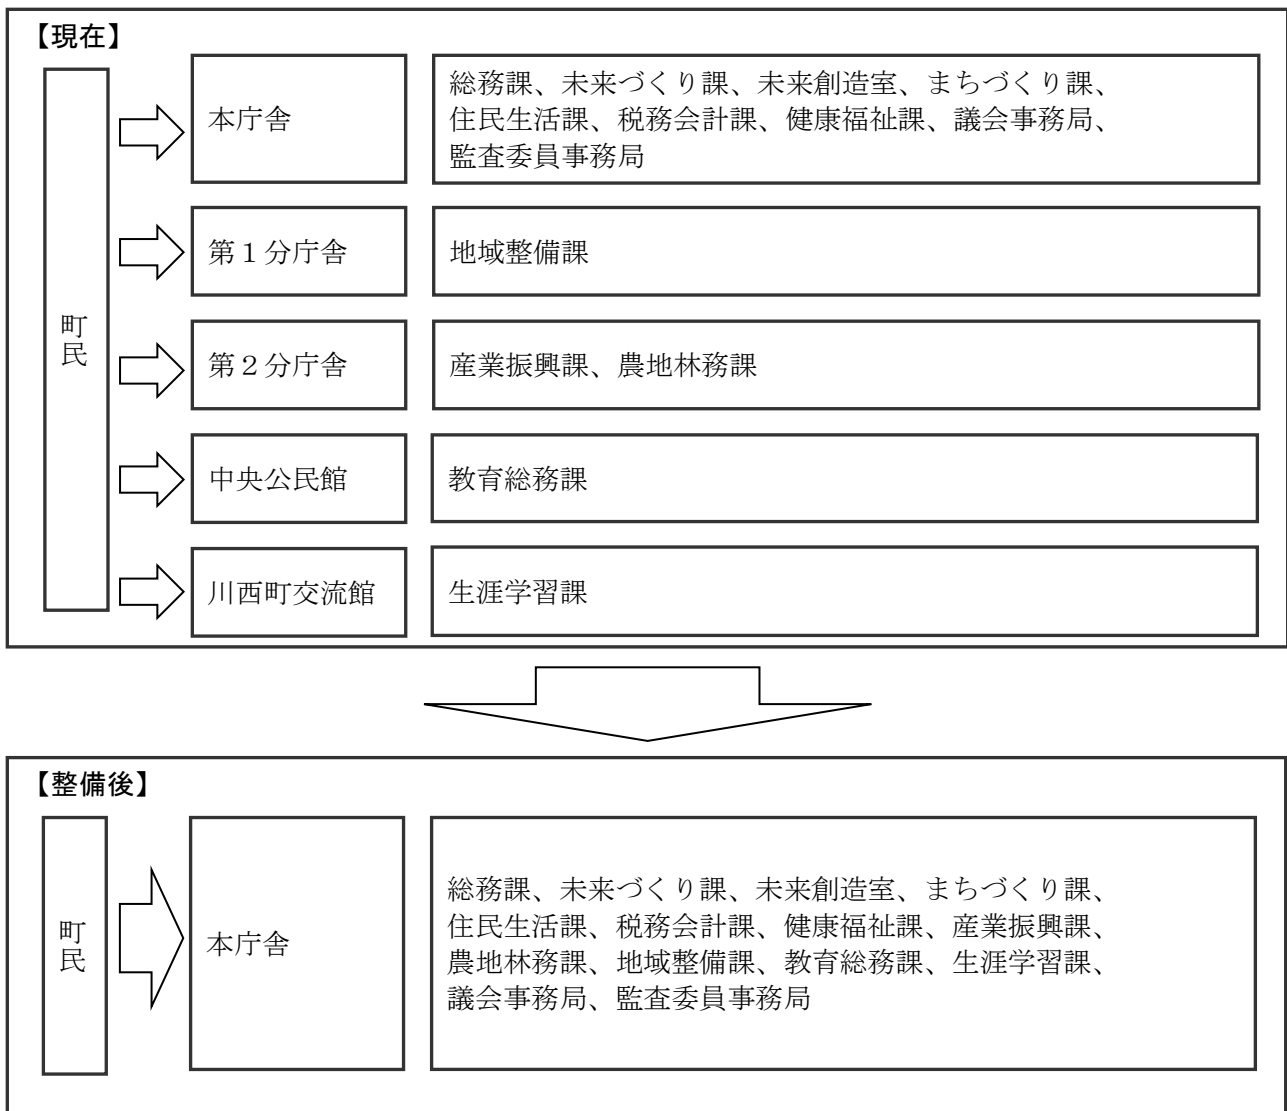 【現在】
町民
本庁舎
総務課、未来づくり課、未来創造室、まちづくり課、
住民生活課、税務会計課、健康福祉課、議会事務局、
監査委員事務局
第１分庁舎
地域整備課
第２分庁舎
産業振興課、農地林務課
中央公民館
教育総務課
川西町交流館
生涯学習課
【整備後】
町民
本庁舎
総務課、未来づくり課、未来創造室、まちづくり課、
住民生活課、税務会計課、健康福祉課、産業振興課、
農地林務課、地域整備課、教育総務課、生涯学習課、
議会事務局、監査委員事務局